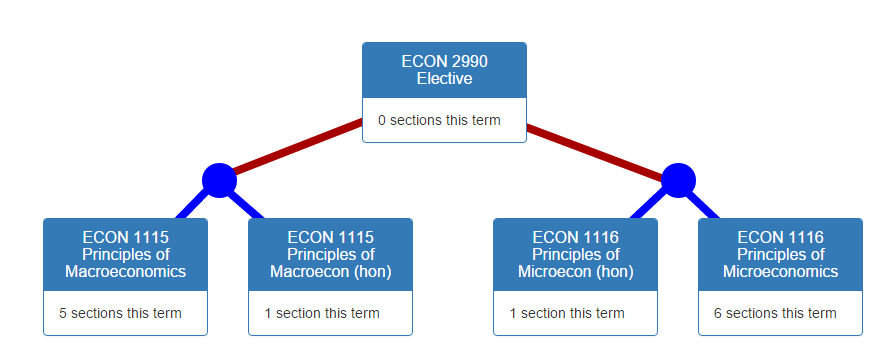 ECON 2990
Elective
0 sections this term
ECON 1115
Principles of
Macroeconomics
5 sections this term
ECON 1115
Principles of
Macroecon (hon)
1 section this term
ECON 1116
Principles of
Microecon (hon)
1 section this term
ECON 1116
Principles of
Microeconomics
6 sections this term